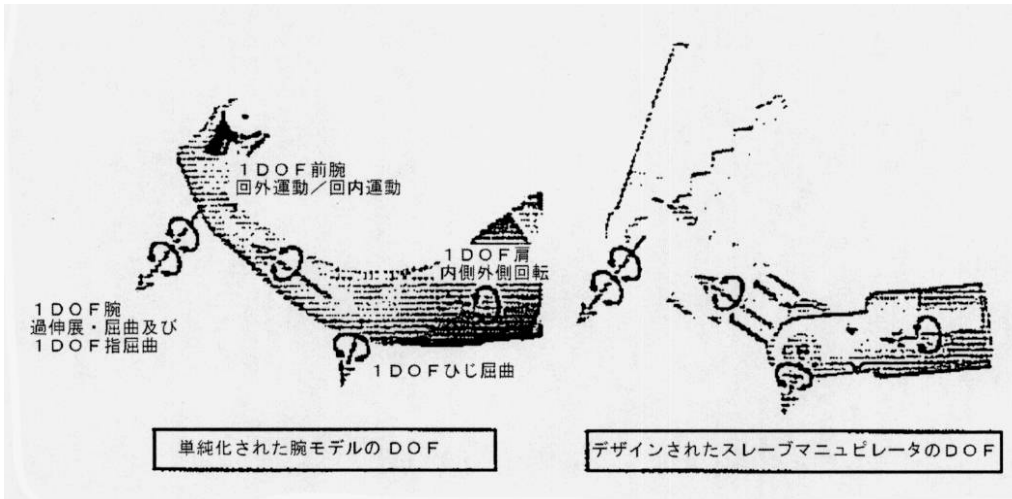 1DOF前腕
回外運動/回内運動
1DOF肩
内側外側回転
1DOF腕
過伸展・屈曲及び
1DOF指屈曲
1DOFひじ屈曲
単純化された腕モデルのDOF
デザインされたスレーブマニュピレータのDOF